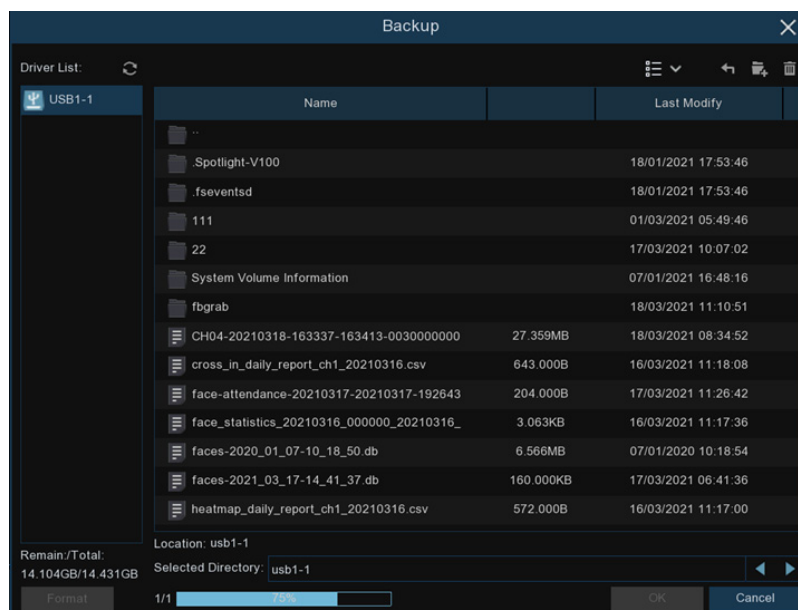 Backup
Driver List:
USB1-1
Name Last Modify
..
.Spotlight-V100 18/01/2021 17:53:46
.fseventsd 18/01/2021 17:53:46
111 01/03/2021 05:49:46
22 17/03/2021 10:07:02
System Volume Information 07/01/2021 16:48:16
fbgrab 18/03/2021 11:10:51
CH04-20210318-163337-163413-0030000000 27.359MB 18/03/2021 08:34:52
cross_in_daily_report_ch1_20210316.csv 643.000B 16/03/2021 11:18:08
face-attendance-20210317-20210317-192643 204.000B 17/03/2021 11:26:42
face_statistics_20210316_000000_20210316_ 3.063KB 16/03/2021 11:17:36
faces-2020_01_07-10_18_50.db 6.566MB 07/01/2020 10:18:54
faces-2021_03_17-14_41_37.db 160.000KB 17/03/2021 06:41:36
heatmap_daily_report_ch1_20210316.csv 572.000B 16/03/2021 11:17:00
Remain:/Total:
14.104GB/14.431GB
Location: usb1-1
Selected Directory: usb1-1
Format 1/1 75% OK Cancel